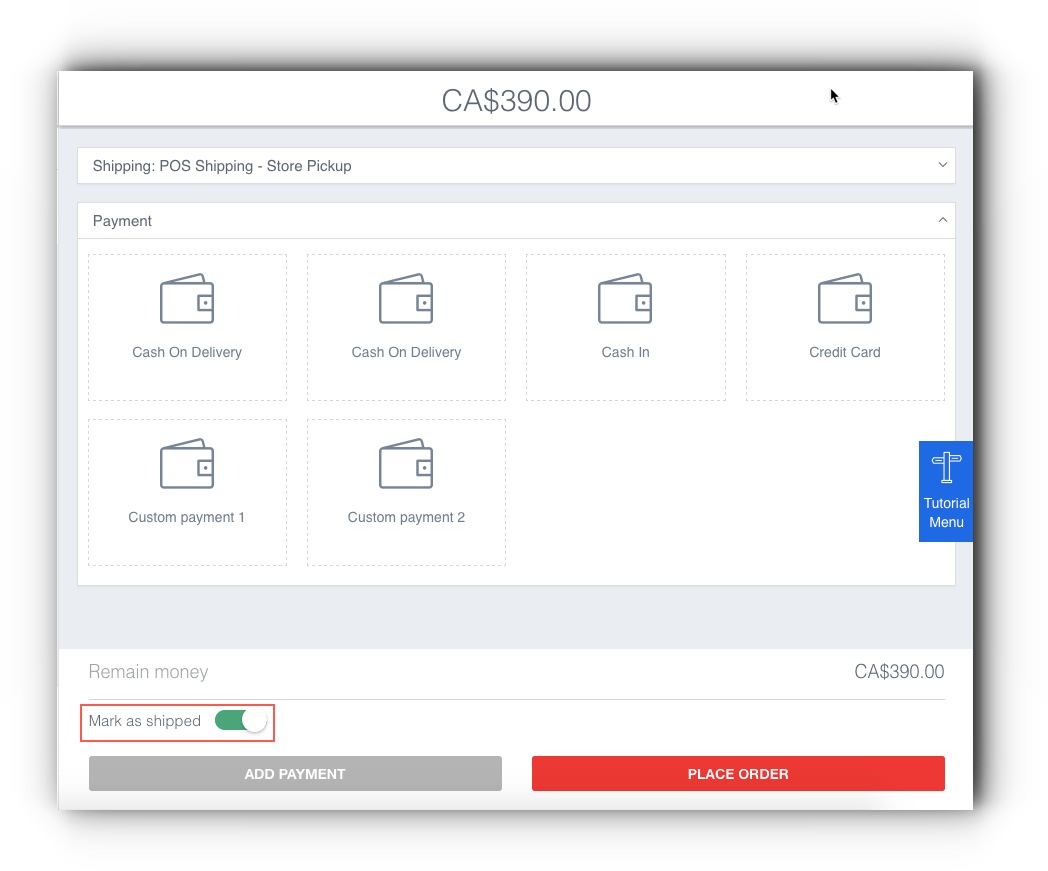 CA$390.00
Shipping: POS Shipping - Store Pickup
Payment
Cash On Delivery
Cash On Delivery
Cash In
Credit Card
Custom payment 1
Custom payment 2
Tutorial
Menu
Remain money
CA$390.00
Mark as shipped
ADD PAYMENT
PLACE ORDER